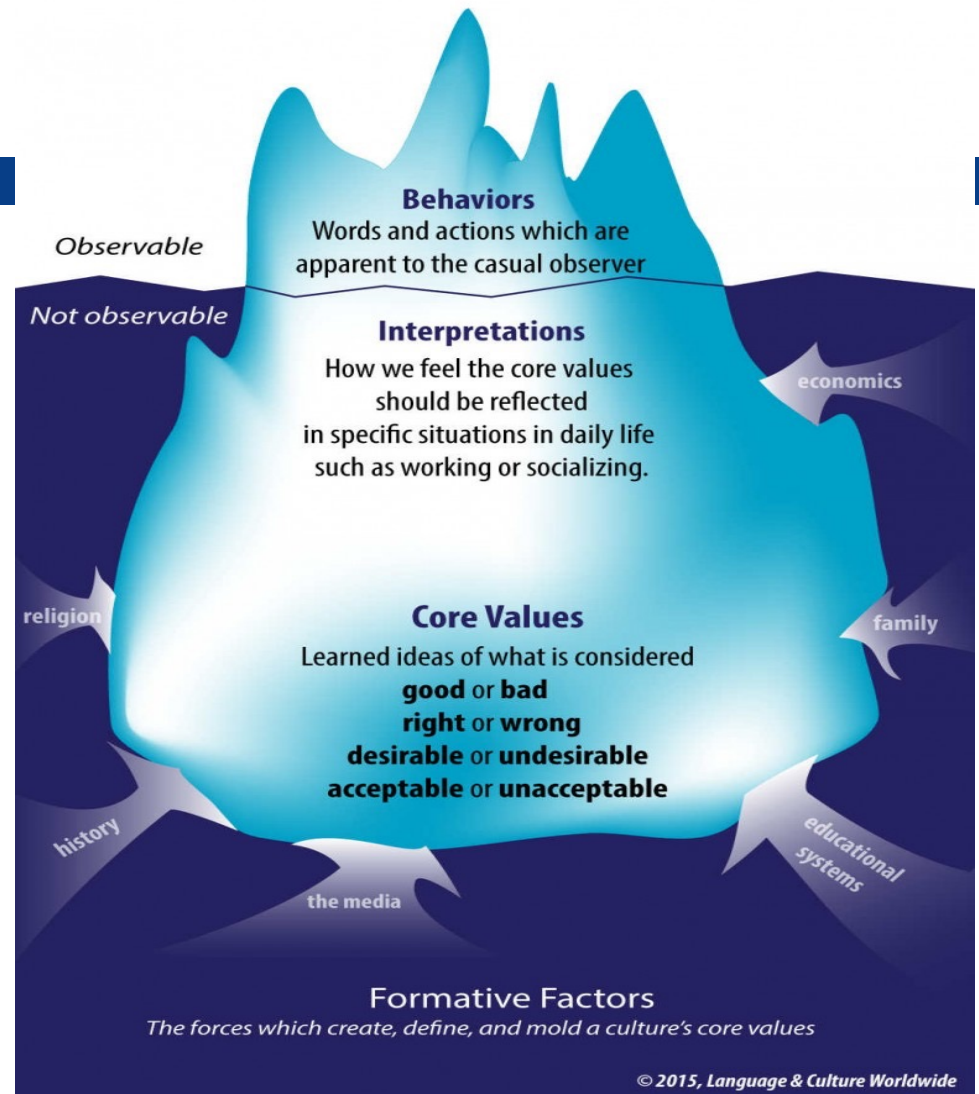 Behaviors
Words and actions which are
apparent to the casual observer
Observable
Not observable
Interpretations
How we feel the core values
should be reflected
in specific situations in daily life
such as working or socializing.
economics
religion
family
Core Values
Learned ideas of what is considered
good or bad
right or wrong
desirable or undesirable
acceptable or unacceptable
history
educational
systems
the media
Formative Factors
The forces which create, define, and mold a culture's core values
© 2015, Language & Culture Worldwide